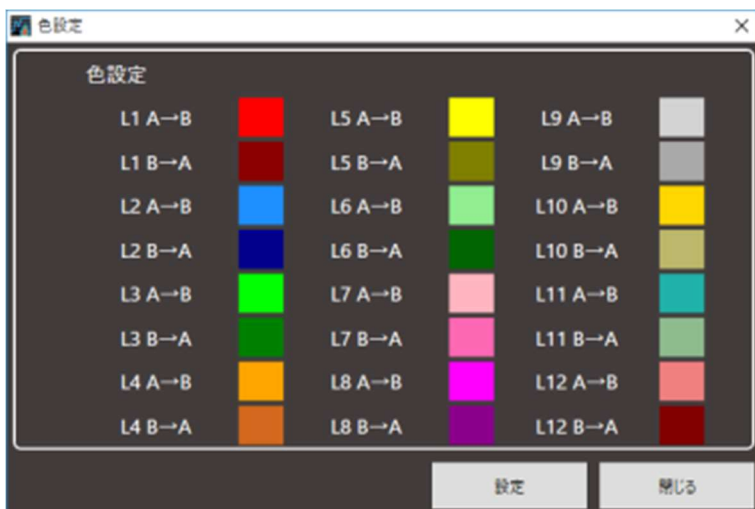 色設定
色設定
L1 A→B L5 A→B L9 A→B
L1 B→A L5 B→A L9 B→A
L2 A→B L6 A→B L10 A→B
L2 B→A L6 B→A L10 B→A
L3 A→B L7 A→B L11 A→B
L3 B→A L7 B→A L11 B→A
L4 A→B L8 A→B L12 A→B
L4 B→A L8 B→A L12 B→A
設定 閉じる